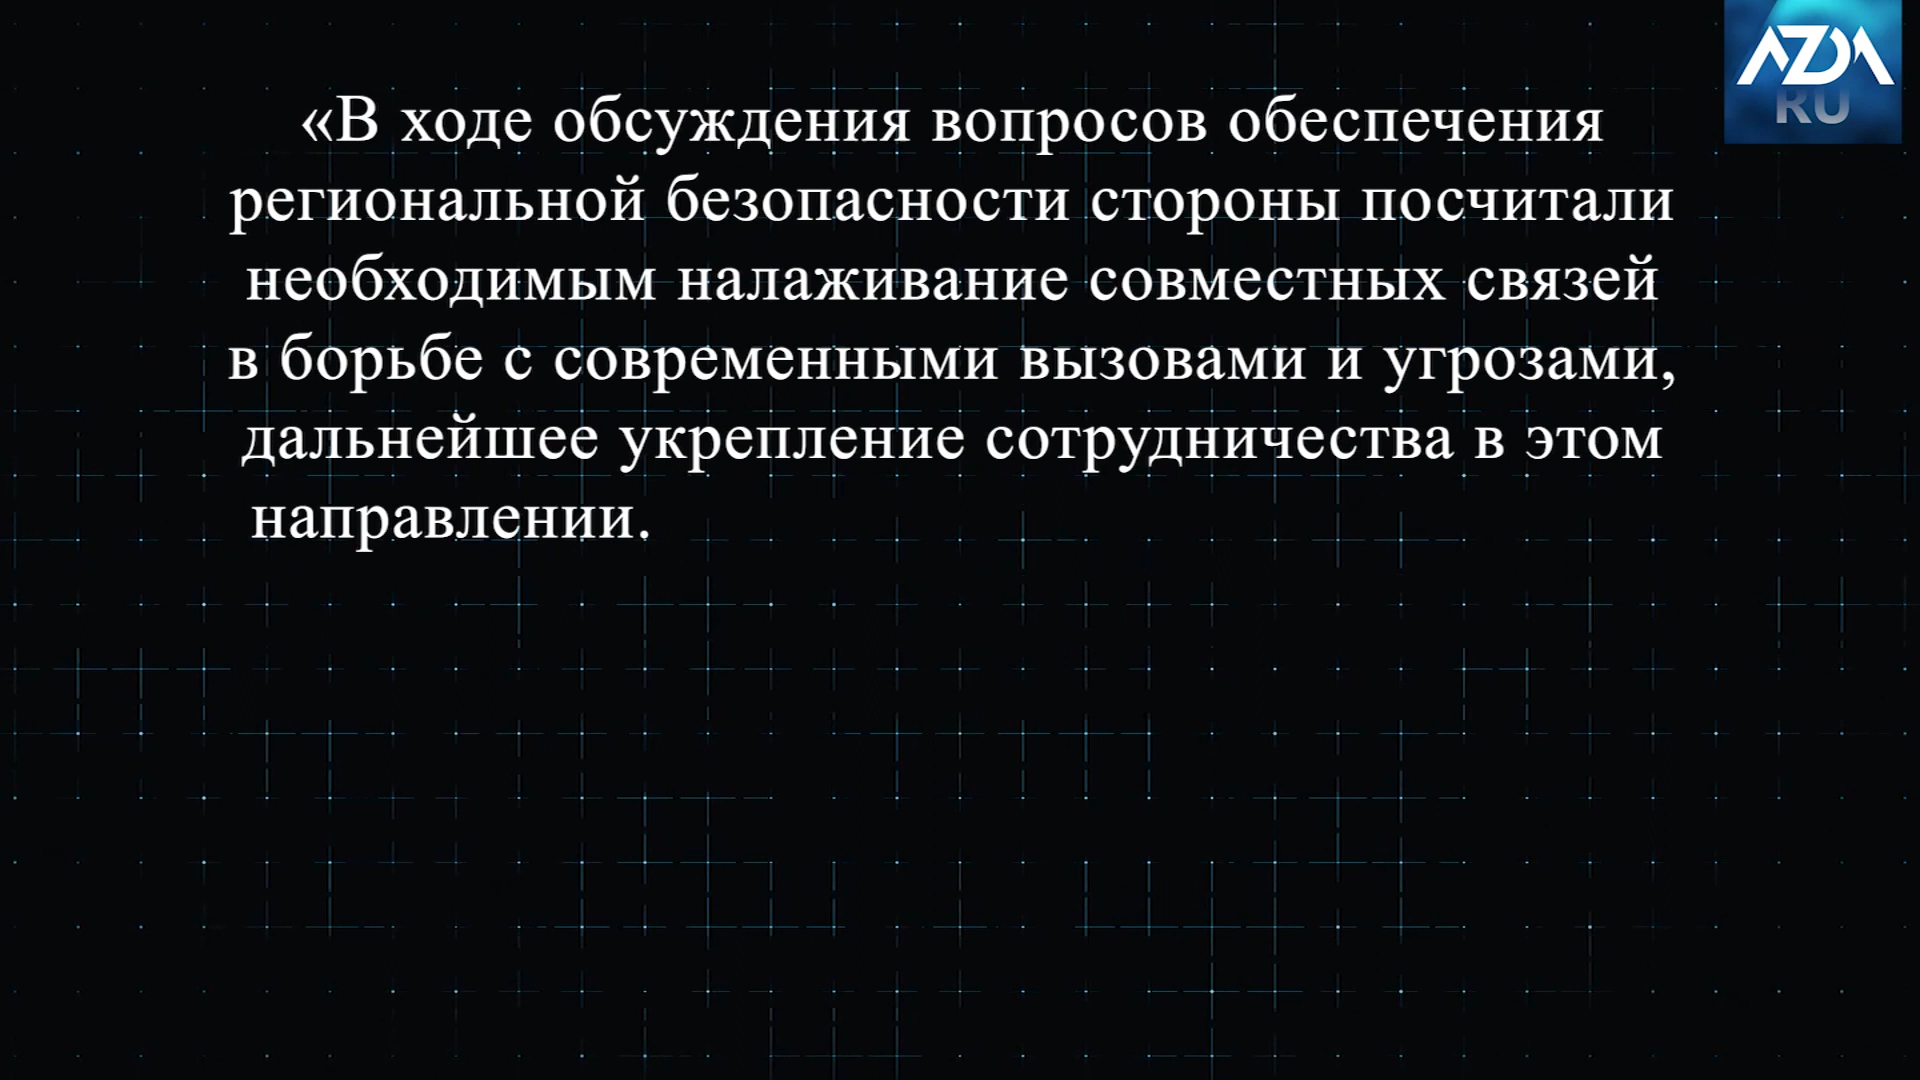 AZDA
RU
«В ходе обсуждения вопросов обеспечения
региональной безопасности стороны посчитали
необходимым налаживание совместных связей
в борьбе с современными вызовами и угрозами,
дальнейшее укрепление сотрудничества в этом
направлении.